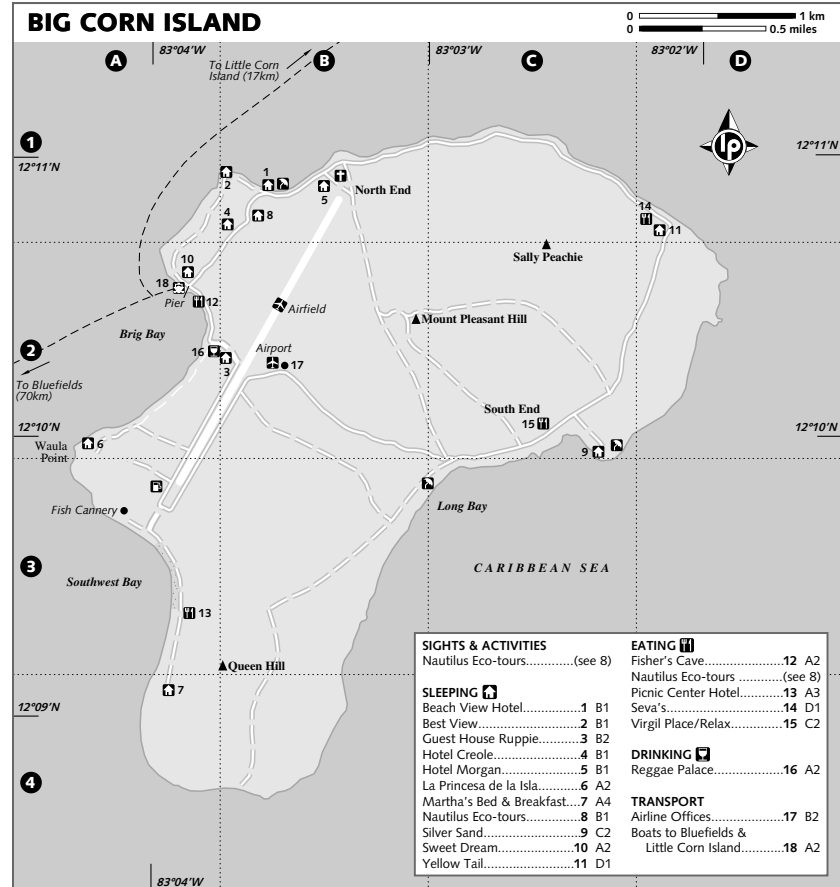 BIG CORN ISLAND
0 1 km
0 0.5 miles
83°04'W
83°03'W
83°02'W
A
B
C
D
To Little Corn
Island (17km)
1
12°11'N
12°11'N
lp
2
1
5
North End
4
8
14
11
Sally Peachie
10
18
Pier
12
Airfield
Mount Pleasant Hill
Brig Bay
2
16
3
Airport
17
To Bluefields
(70km)
South End
15
12°10'N
12°10'N
Waula
Point
6
9
Fish Cannery
Long Bay
3
Southwest Bay
CARIBBEAN SEA
13
Queen Hill
7
12°09'N
4
83°04'W
SIGHTS & ACTIVITIES
Nautilus Eco-tours.............(see 8)
SLEEPING
Beach View Hotel...............1 B1
Best View..........................2 B1
Guest House Ruppie...........3 B2
Hotel Creole......................4 B1
Hotel Morgan....................5 B1
La Princesa de la Isla..........6 A2
Martha's Bed & Breakfast....7 A4
Nautilus Eco-tours..............8 B1
Silver Sand........................9 C2
Sweet Dream...................10 A2
Yellow Tail.......................11 D1
EATING
Fisher's Cave.....................12 A2
Nautilus Eco-tours ...........(see 8)
Picnic Center Hotel............13 A3
Seva's..............................14 D1
Virgil Place/Relax..............15 C2
DRINKING
Reggae Palace..................16 A2
TRANSPORT
Airline Offices...................17 B2
Boats to Bluefields &
Little Corn Island............18 A2